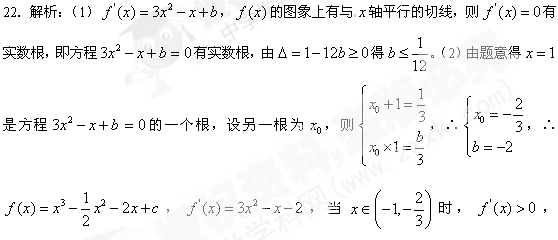 22. 解析:(1) f'(x)=3x²-x+b, f(x)的图象上有与x轴平行的切线,则 f'(x)=0有
实数根,即方程3x²-x+b=0有实数根,由Δ=1-12b≥0得b≤1/12。(2)由题意得 x=1
是方程3x²-x+b=0的一个根,设另一根为x₀,则{x₀+1=1/3, x₀×1=b/3, ∴{x₀=-2/3, b=-2, ∴
f(x)=x³-1/2x²-2x+c, f'(x)=3x²-x-2, 当 x∈(-1,-2/3)时, f'(x)>0,